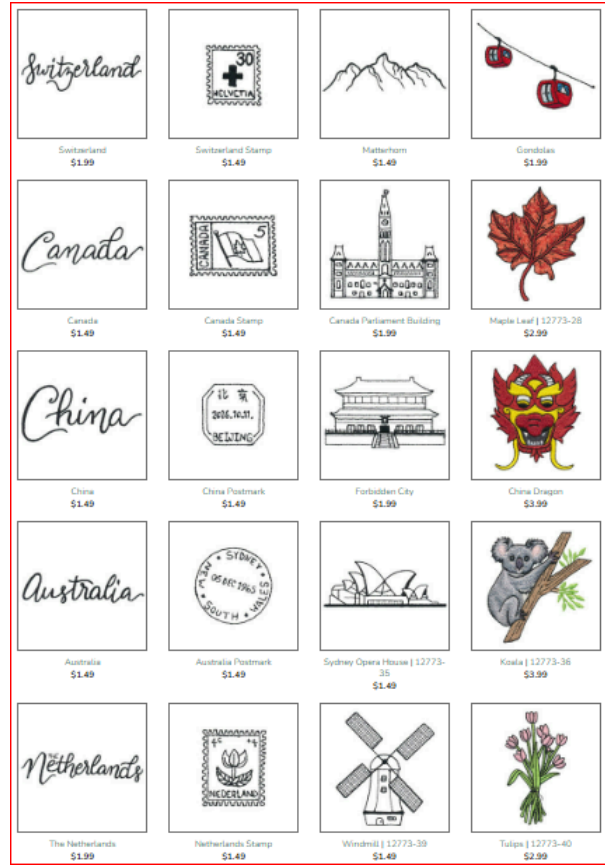 Switzerland
30
HELVETIA
Switzerland
Switzerland Stamp
Matterhorn
Gondolas
$1.99
$1.49
$1.49
$1.99
Canada
CANADA
5
Canada
Canada Stamp
Canada Parliament Building
Maple Leaf | 12773-28
$1.49
$1.49
$1.99
$2.99
China
北京
2026.10.11.
BEIJING
China
China Postmark
Forbidden City
China Dragon
$1.49
$1.49
$1.99
$3.99
Australia
SYDNEY
05 DEC 1965
NEW SOUTH WALES
Australia
Australia Postmark
Sydney Opera House | 12773-
35
Koala | 12773-36
$1.49
$1.49
$1.49
$3.99
The Netherlands
NEDERLAND
The Netherlands
Netherlands Stamp
Windmill | 12773-39
Tulips | 12773-40
$1.99
$1.49
$1.49
$2.99